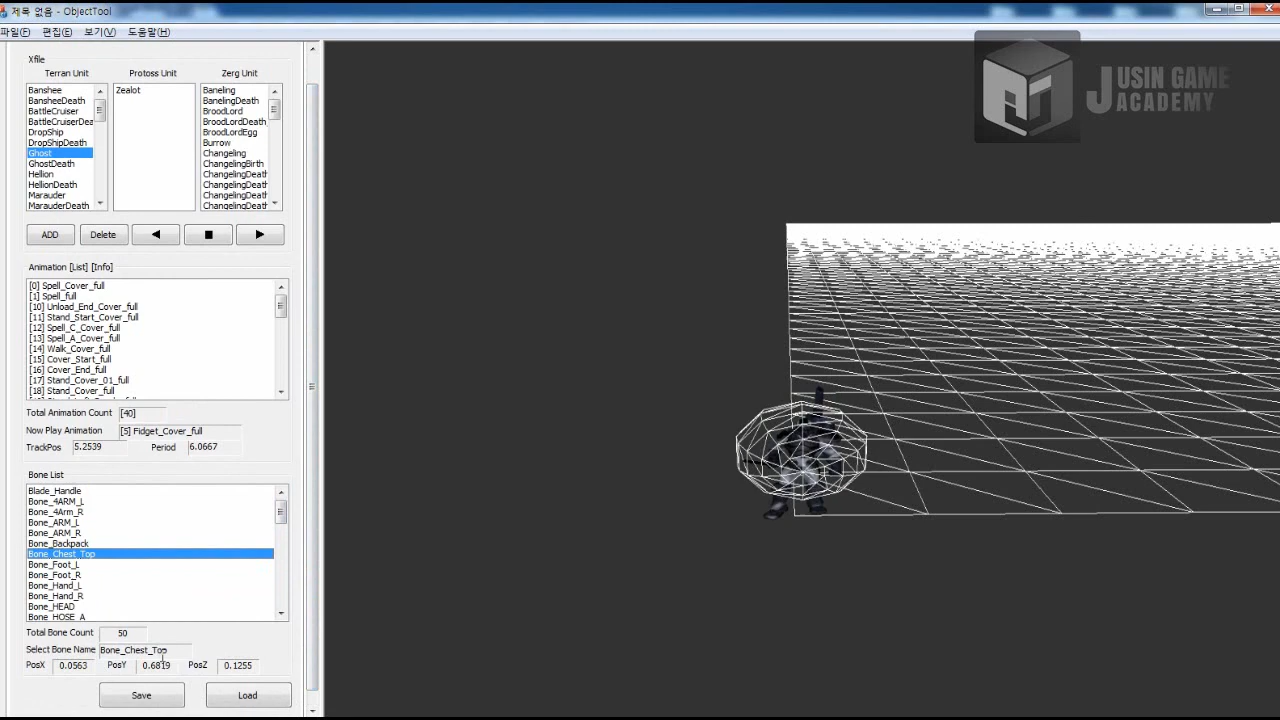 제목 없음 - ObjectTool
파일(F) 편집(E) 보기(V) 도움말(H)
JUSIN GAME
ACADEMY
Xfile
Terran Unit Protoss Unit Zerg Unit
Banshee
BansheeDeath
BattleCruiser
BattleCruiserDea
DropShip
DropShipDeath
Ghost
GhostDeath
Hellion
HellionDeath
Marauder
MarauderDeath
Zealot
Baneling
BanelingDeath
BroodLord
BroodLordDeath
BroodLordEgg
Burrow
Changeling
ChangelingBirth
ChangelingDeath
ChangelingDeath
ChangelingDeath
ChangelingDeath
ADD Delete
Animation [List] [Info]
[0] Spell_Cover_full
[1] Spell_full
[10] Unload_End_Cover_full
[11] Stand_Start_Cover_full
[12] Spell_C_Cover_full
[13] Spell_A_Cover_full
[14] Walk_Cover_full
[15] Cover_Start_full
[16] Cover_End_full
[17] Stand_Cover_01_full
[18] Stand_Cover_full
Total Animation Count [40]
Now Play Animation [5] Fidget_Cover_full
TrackPos 5.2539 Period 6.0667
Bone List
Blade_Handle
Bone_4ARM_L
Bone_4Arm_R
Bone_ARM_L
Bone_ARM_R
Bone_Backpack
Bone_Chest_Top
Bone_Foot_L
Bone_Foot_R
Bone_Hand_L
Bone_Hand_R
Bone_HEAD
Bone_HOSE_A
Total Bone Count 50
Select Bone Name Bone_Chest_Top
PosX 0.0563 PosY 0.6819 PosZ 0.1255
Save Load